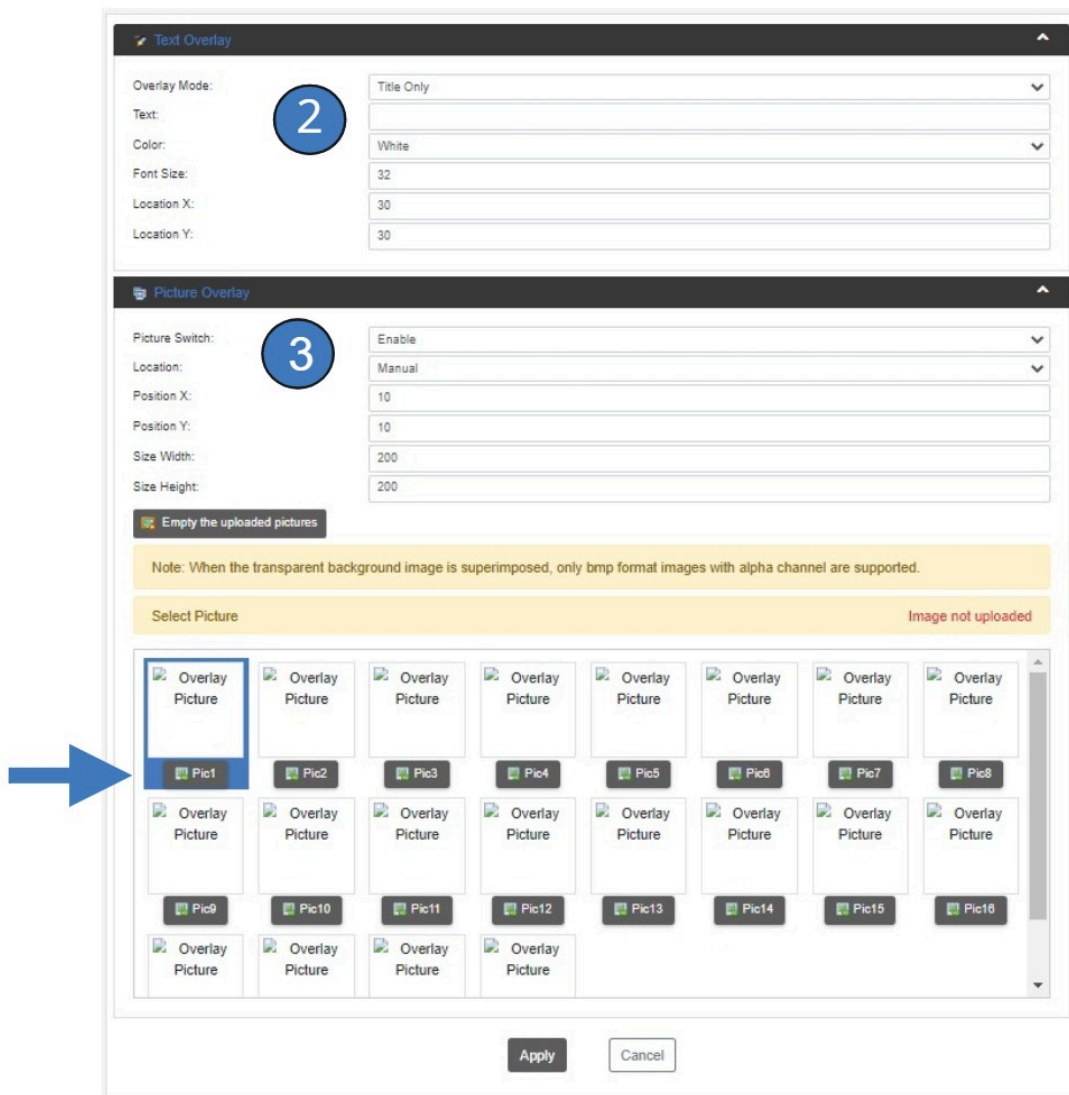 Text Overlay
Overlay Mode: Title Only
2
Text:
Color: White
Font Size: 32
Location X: 30
Location Y: 30
Picture Overlay
Picture Switch: Enable
3
Location: Manual
Position X: 10
Position Y: 10
Size Width: 200
Size Height: 200
Empty the uploaded pictures
Note: When the transparent background image is superimposed, only bmp format images with alpha channel are supported.
Select Picture Image not uploaded
Overlay Overlay Overlay Overlay Overlay Overlay Overlay Overlay
Picture Picture Picture Picture Picture Picture Picture Picture
Pic1 Pic2 Pic3 Pic4 Pic5 Pic6 Pic7 Pic8
Overlay Overlay Overlay Overlay Overlay Overlay Overlay Overlay
Picture Picture Picture Picture Picture Picture Picture Picture
Pic9 Pic10 Pic11 Pic12 Pic13 Pic14 Pic15 Pic16
Overlay Overlay Overlay Overlay
Picture Picture Picture Picture
Apply Cancel